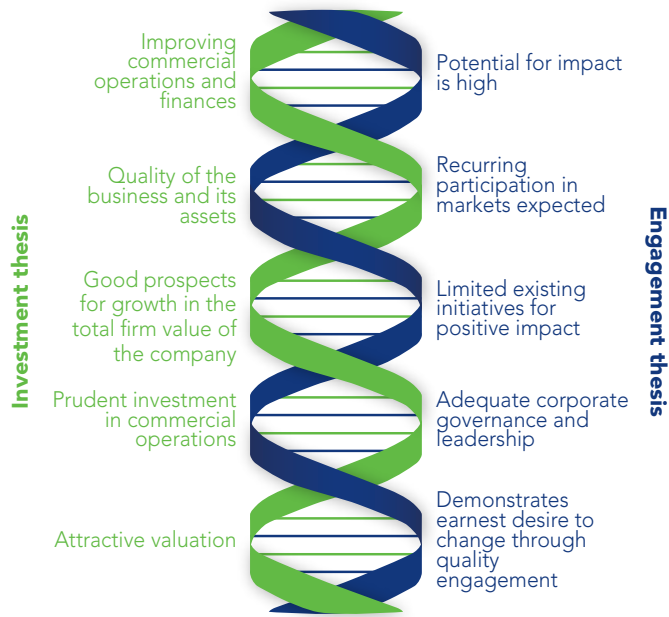 Investment thesis
Improving
commercial
operations and
finances
Quality of the
business and its
assets
Good prospects
for growth in the
total firm value of
the company
Prudent investment
in commercial
operations
Attractive valuation
Potential for impact
is high
Recurring
participation in
markets expected
Limited existing
initiatives for
positive impact
Adequate corporate
governance and
leadership
Demonstrates
earnest desire to
change through
quality
engagement
Engagement thesis